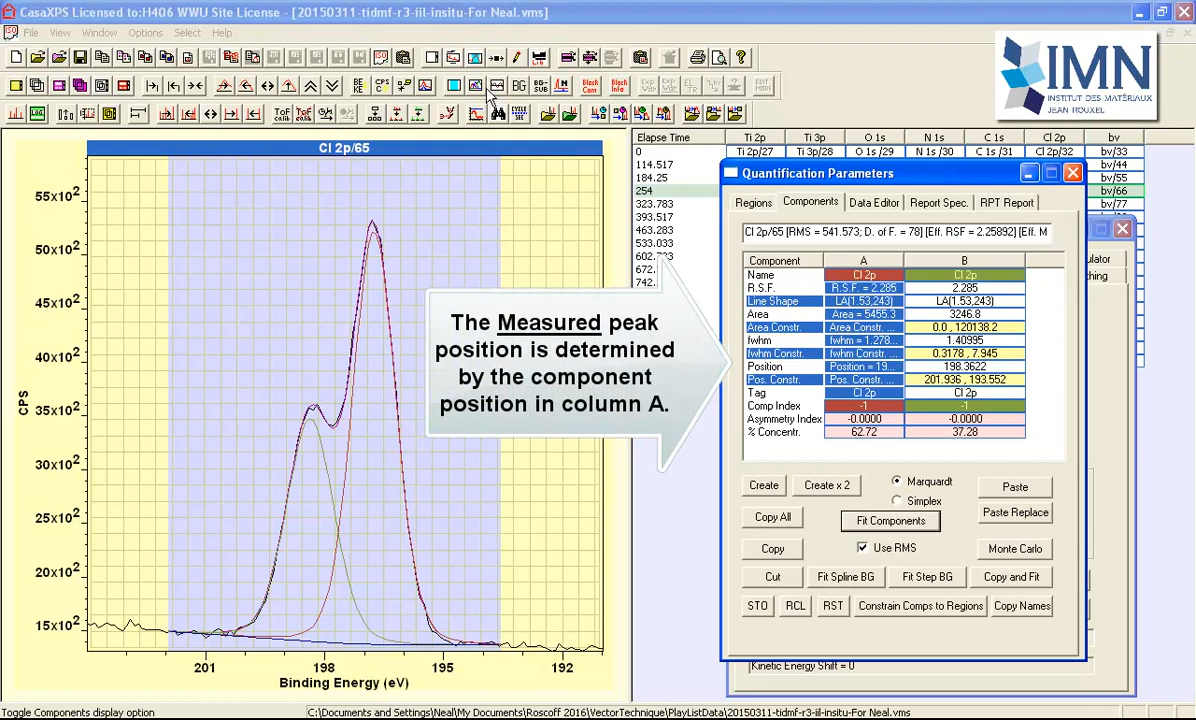 CasaXPS Licensed to:H406 WWU Site License - [20150311-tidmf-r3-iil-insitu-For Neal.vms]
File View Window Options Select Help
IMN
INSTITUT DES MATÉRIAUX
JEAN ROUXEL
Cl 2p/65
55x10²
50x10²
45x10²
40x10²
35x10²
30x10²
25x10²
20x10²
15x10²
CPS
201 198 195 192
Binding Energy (eV)
Elapse Time Ti 2p Ti 3p O 1s N 1s C 1s Cl 2p bv
0 Ti 2p/27 Ti 3p/28 O 1s /29 N 1s /30 C 1s /31 Cl 2p/32 bv/33
114.517 bv/44
184.25 bv/55
254 bv/66
323.783 bv/77
393.517
463.283
533.033
672.
742.
The Measured peak
position is determined
by the component
position in column A.
Quantification Parameters
Regions Components Data Editor Report Spec. RPT Report
Cl 2p/65 [RMS = 541.573; D. of F. = 78] [Eff. RSF = 2.25892] [Eff. M
Component A B
Name Cl 2p Cl 2p
R.S.F. R.S.F. = 2.285 2.285
Line Shape LA(1.53,243) LA(1.53,243)
Area Area = 5455.3 3246.8
Area Constr. Area Constr. ... 0.0 , 120138.2
fwhm fwhm = 1.278... 1.40995
fwhm Constr. fwhm Constr. ... 0.3178 , 7.945
Position Position = 19... 198.3622
Pos. Constr. Pos. Constr. ... 201.936 , 193.552
Tag Cl 2p Cl 2p
Comp Index -1 -1
Asymmetry Index -0.0000 -0.0000
% Concentr. 62.72 37.28
Create Create x 2 Marquardt Paste
Simplex
Copy All Fit Components Paste Replace
Copy Use RMS Monte Carlo
Cut Fit Spline BG Fit Step BG Copy and Fit
STO RCL RST Constrain Comps to Regions Copy Names
Kinetic Energy Shift = 0
Toggle Components display option
C:\Documents and Settings\Neal\My Documents\Roscoff 2016\VectorTechnique\PlayListData\20150311-tidmf-r3-iil-insitu-For Neal.vms